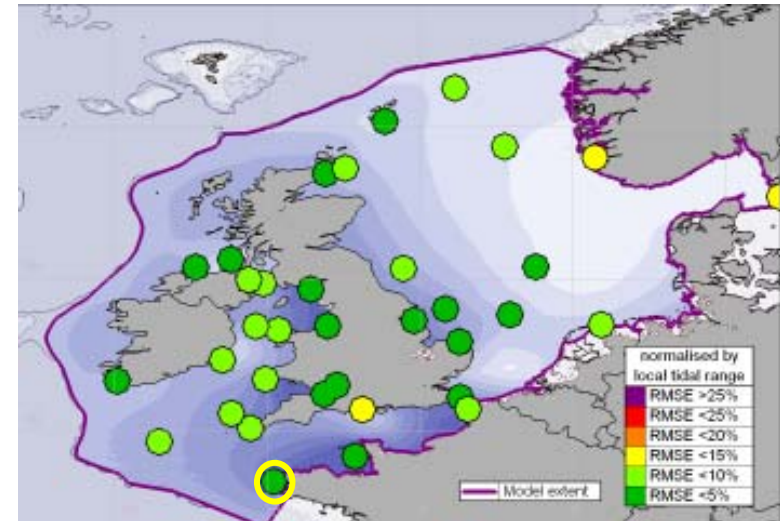 normalised by
local tidal range
RMSE >25%
RMSE <25%
RMSE <20%
RMSE <15%
RMSE <10%
RMSE <5%
Model extent